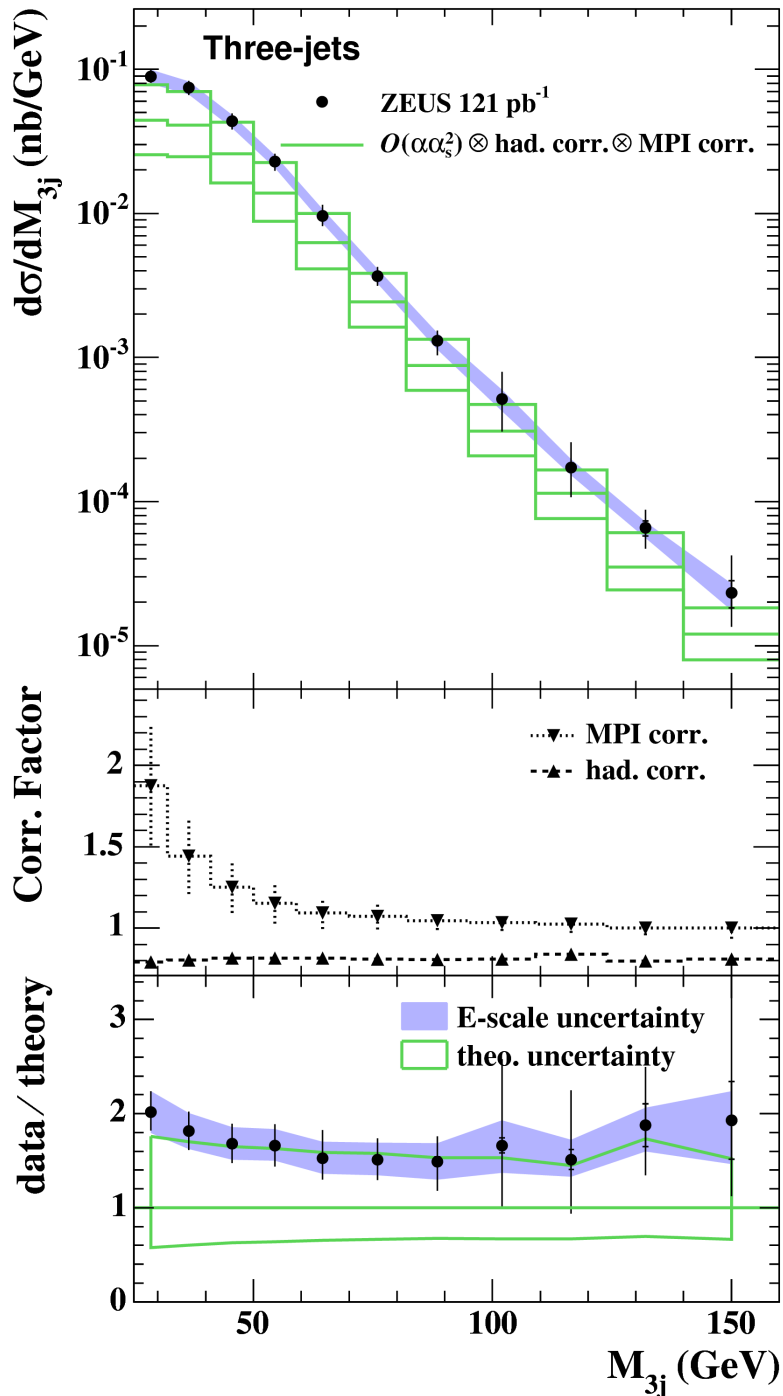 Three-jets
ZEUS 121 pb⁻¹
O(αα²ₛ) ⊗ had. corr. ⊗ MPI corr.
dσ/dM₃ⱼ (nb/GeV)
10⁻¹
10⁻²
10⁻³
10⁻⁴
10⁻⁵
MPI corr.
had. corr.
Corr. Factor
2
1.5
1
E-scale uncertainty
theo. uncertainty
data / theory
3
2
1
0
50 100 150
M₃ⱼ (GeV)